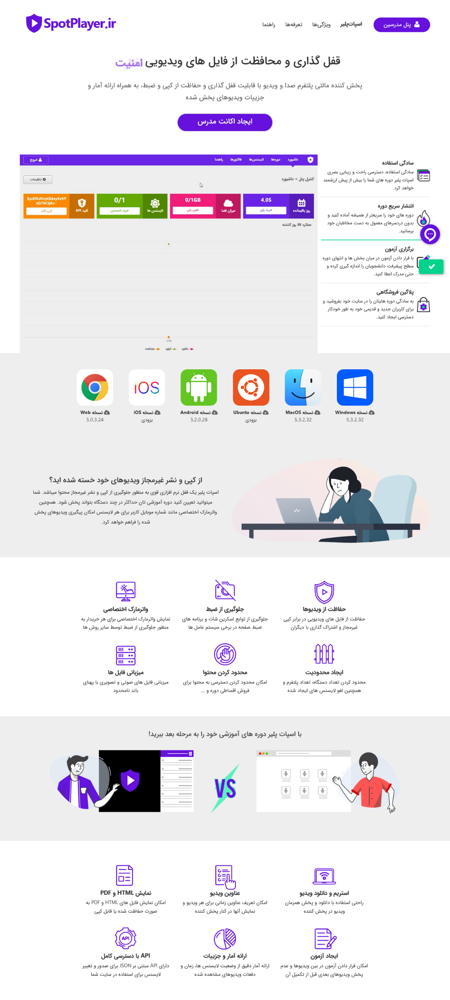 SpotPlayer.ir
پنل مدرسین
اسپات‌پلیر
ویژگی‌ها
تعرفه‌ها
راهنما
قفل گذاری و محافظت از فایل های ویدیویی امنیت
پخش کننده مالتی پلتفرم صدا و ویدیو با قابلیت قفل گذاری و حفاظت از کپی و ضبط، به همراه ارائه آمار و
جزییات ویدیوهای پخش شده
ایجاد اکانت مدرس
سادگی استفاده
سادگی استفاده، دسترسی راحت و زیبایی بصری
اسپات پلیر دوره های شما را بیش از پیش ارزشمند
خواهد کرد.
انتشار سریع دوره
دوره های خود را سریعتر از همیشه آماده کنید و
بدون دردسرهای معمول به دست مخاطبان خود
برسانید.
برگزاری آزمون
با قرار دادن آزمون در میان بخش ها و انتهای دوره
سطح پیشرفت دانشجویان را اندازه گیری کرده و
حتی مدرک اعطا کنید.
پلاگین فروشگاهی
به سادگی دوره هایتان را در سایت خود بفروشید و
برای کاربران جدید و قدیمی خود به طور خودکار
دسترسی ایجاد کنید.
داشبورد
دوره‌ها
لایسنس‌ها
فاکتورها
راهنما
خروج
کنترل پنل > داشبورد
تنظیمات
4.05
روز باقیمانده
خرید پلن
0/1GB
میزان فضا
تغییر پلن
0/1
لایسنس ها
خرید لایسنس
XpdSXdVzyQI4xyXe6Y
zQ7ACtjAs=
کلید API
کپی کلید
عملکرد 30 روز گذشته
1/30
دانلود
آپلود
مشاهده
نسخه Windows
5.3.2.32
نسخه MacOS
5.3.2.32
نسخه Ubuntu
بزودی
نسخه Android
5.2.0.28
نسخه iOS
بزودی
نسخه Web
5.0.3.24
iOS
از کپی و نشر غیرمجاز ویدیوهای خود خسته شده اید؟
اسپات پلیر یک قفل نرم افزاری قوی به منظور جلوگیری از کپی و نشر غیرمجاز محتوا میباشد. شما
میتوانید تعیین کنید دوره آموزشی تان حداکثر در چند دستگاه بتواند پخش شود. همچنین
واترمارک اختصاصی مانند شماره موبایل کاربر برای هر لایسنس امکان پیگیری ویدیوهای پخش
شده را فراهم خواهد کرد.
حفاظت از ویدیوها
حفاظت از فایل های ویدیویی در برابر کپی
غیرمجاز و اشتراک گذاری با دیگران
جلوگیری از ضبط
جلوگیری از توابع اسکرین شات و برنامه های
ضبط صفحه در برخی سیستم عامل ها
واترمارک اختصاصی
نمایش واترمارک اختصاصی برای هر خریدار به
منظور جلوگیری از ضبط توسط سایر روش ها
ایجاد محدودیت
محدود کردن تعداد دستگاه، تعداد پلتفرم و
همچنین لغو لایسنس های ایجاد شده
محدود کردن محتوا
امکان محدود کردن دسترسی به محتوا برای
فروش اقساطی دوره و ...
میزبانی فایل ها
میزبانی فایل های صوتی و تصویری با پهنای
باند نامحدود
با اسپات پلیر دوره های آموزشی خود را به مرحله بعد ببرید!
VS
استریم و دانلود ویدیو
راحتی استفاده با دانلود و پخش همزمان
ویدیو در پخش کننده
عناوین ویدیو
امکان تعریف عناوین زمانی برای هر ویدیو و
نمایش آنها در کنار پخش کننده
نمایش HTML و PDF
امکان نمایش فایل های HTML و PDF به
صورت حفاظت شده یا قابل کپی
ایجاد آزمون
امکان قرار دادن آزمون در بین ویدیوها و عدم
پخش ویدیوهای بعدی قبل از تکمیل آن
ارائه آمار و جزییات
ارائه آمار دقیق از وضعیت لایسنس ها، زمان و
دفعات ویدیوهای مشاهده شده
API
API با دسترسی کامل
دارای API مبتنی بر JSON برای صدور و تغییر
لایسنس برای استفاده در سایت شما